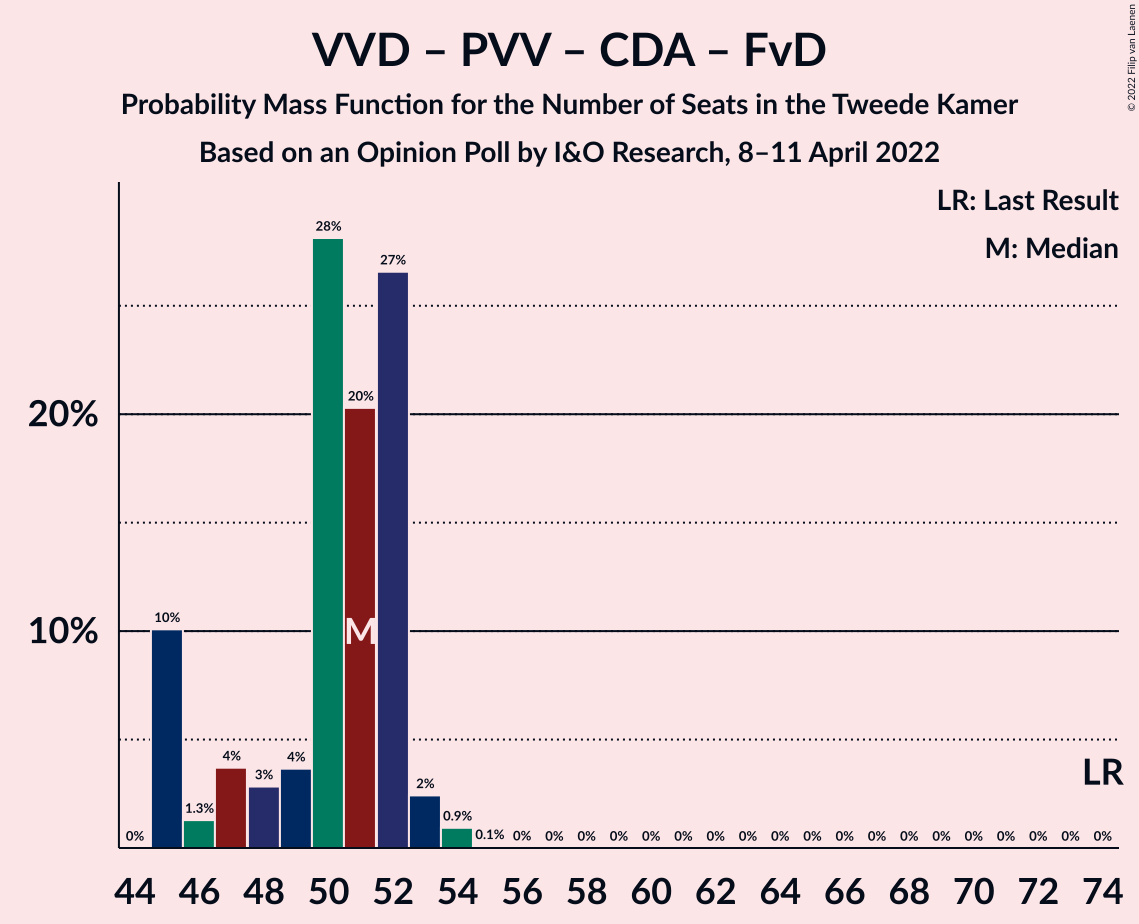 VVD – PVV – CDA – FvD
Probability Mass Function for the Number of Seats in the Tweede Kamer
Based on an Opinion Poll by I&O Research, 8–11 April 2022
© 2022 Filip van Laenen
LR: Last Result
M: Median
20%
10%
0% 10% 1.3% 4% 3% 4% 28% 20% 27% 2% 0.9% 0.1% 0% 0% 0% 0% 0% 0% 0% 0% 0% 0% 0% 0% 0% 0% 0% 0% 0% 0% 0%
M
LR
44 46 48 50 52 54 56 58 60 62 64 66 68 70 72 74